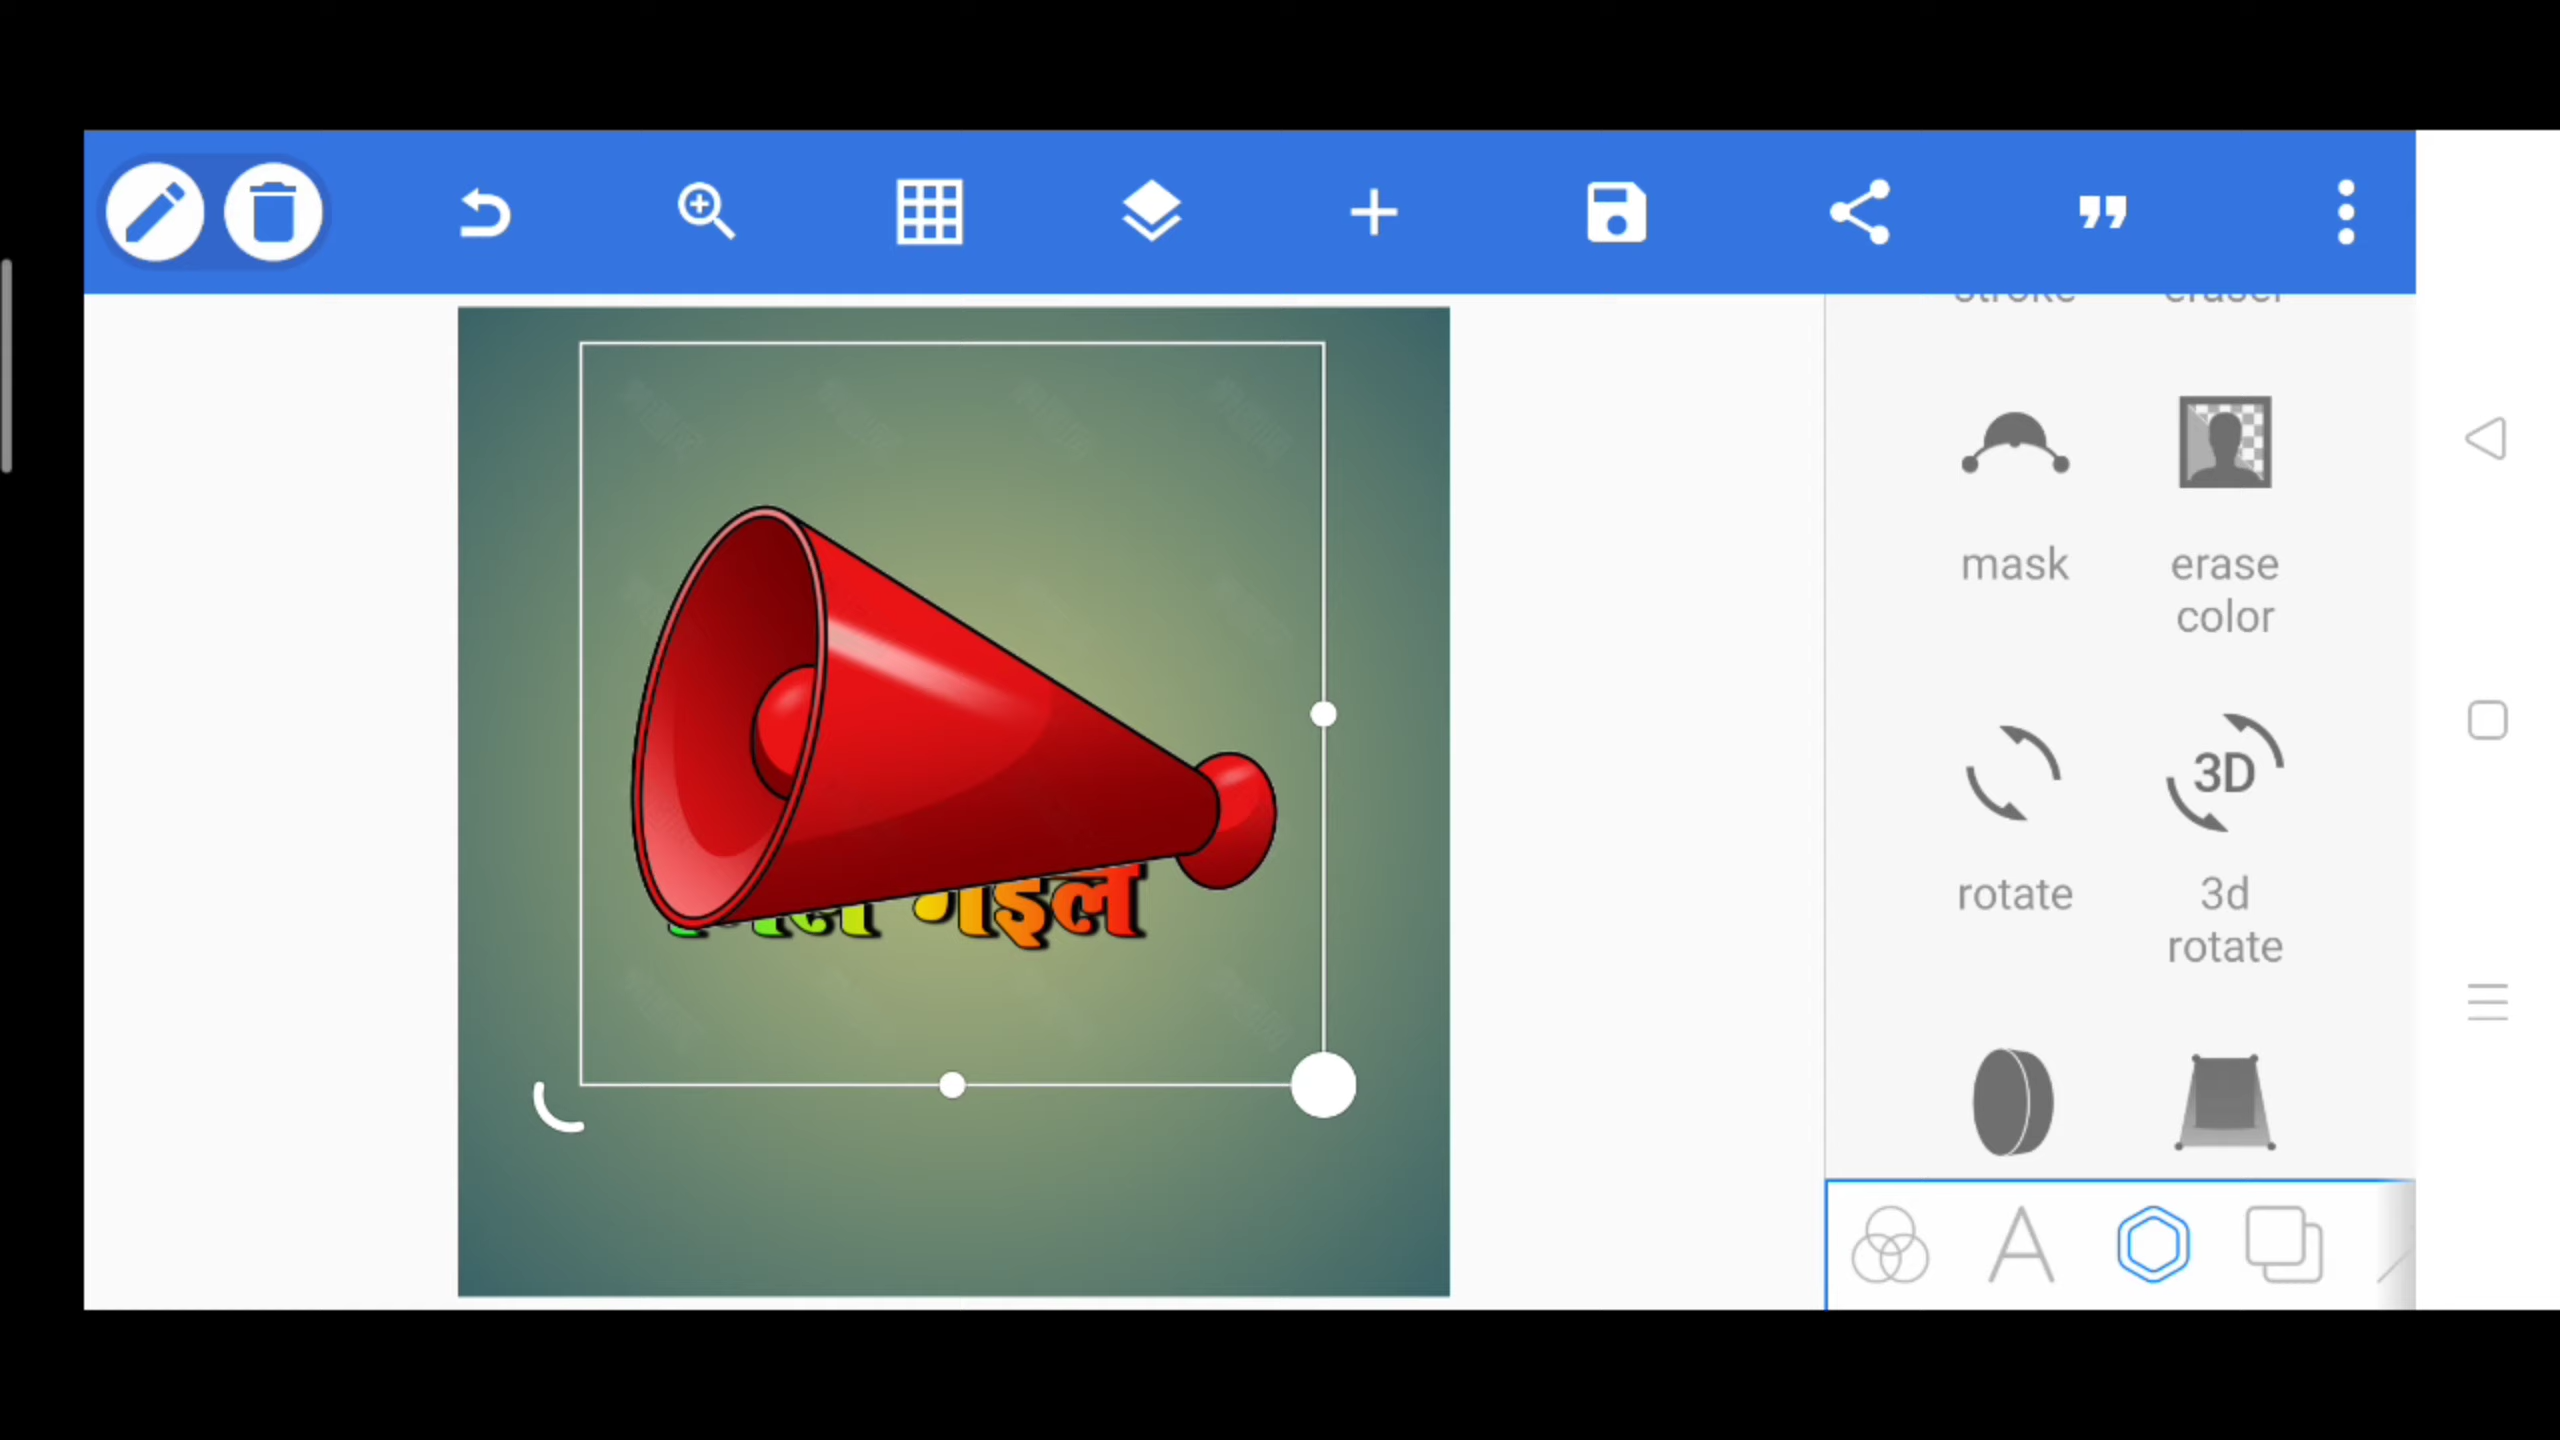 mask
erase
color
3D
rotate
3d
rotate
गइल